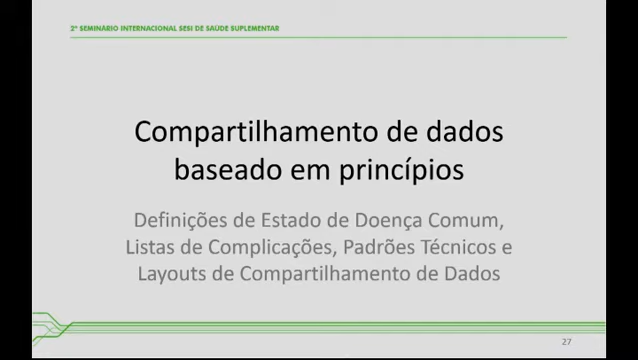 2º SEMINÁRIO INTERNACIONAL SESI DE SAÚDE SUPLEMENTAR
Compartilhamento de dados
baseado em princípios
Definições de Estado de Doença Comum,
Listas de Complicações, Padrões Técnicos e
Layouts de Compartilhamento de Dados
27